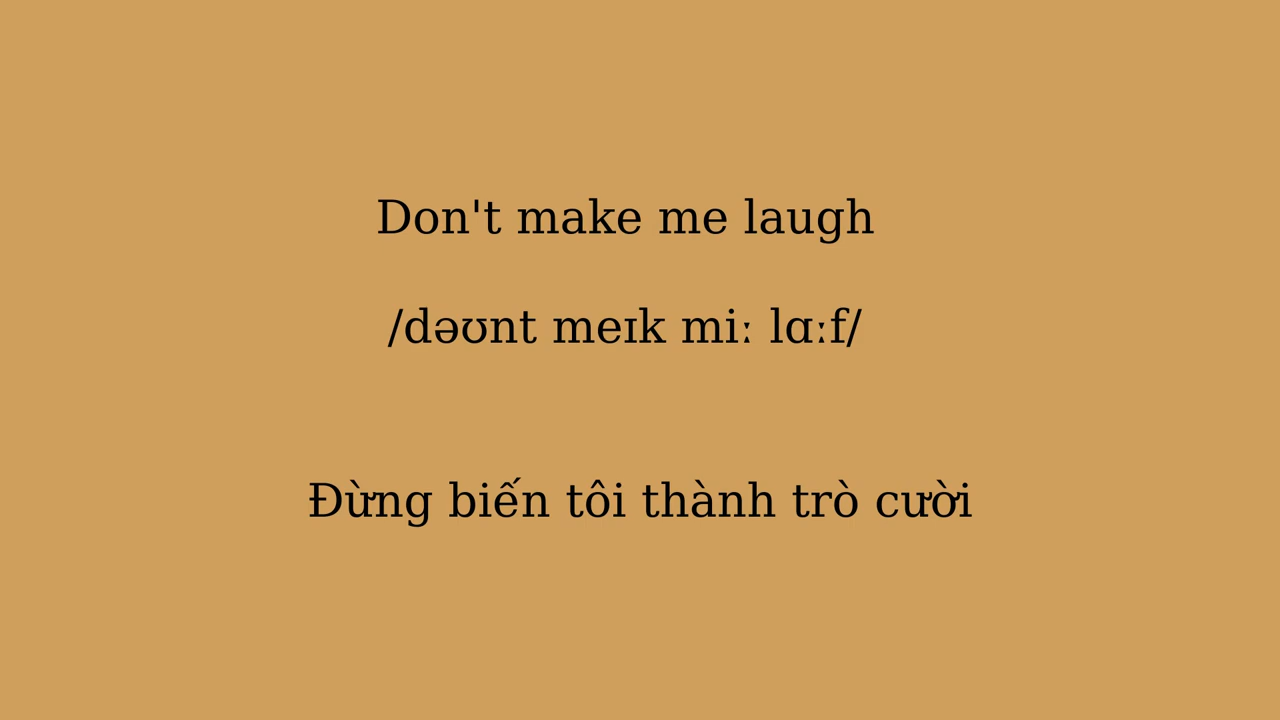 Don't make me laugh
/dəʊnt meɪk miː lɑːf/
Đừng biến tôi thành trò cười